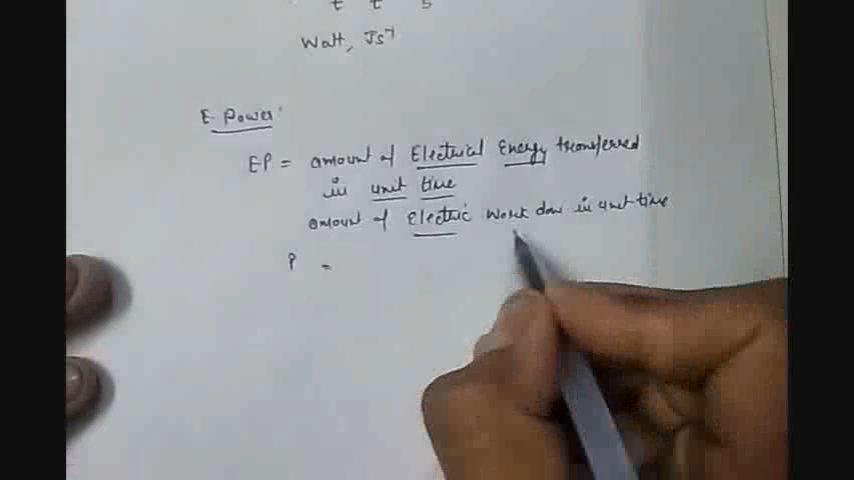 t t s
Watt, Js⁻¹
E. Power:
EP = amount of Electrical Energy transferred
in unit time
amount of Electric Work don in unit time
P =